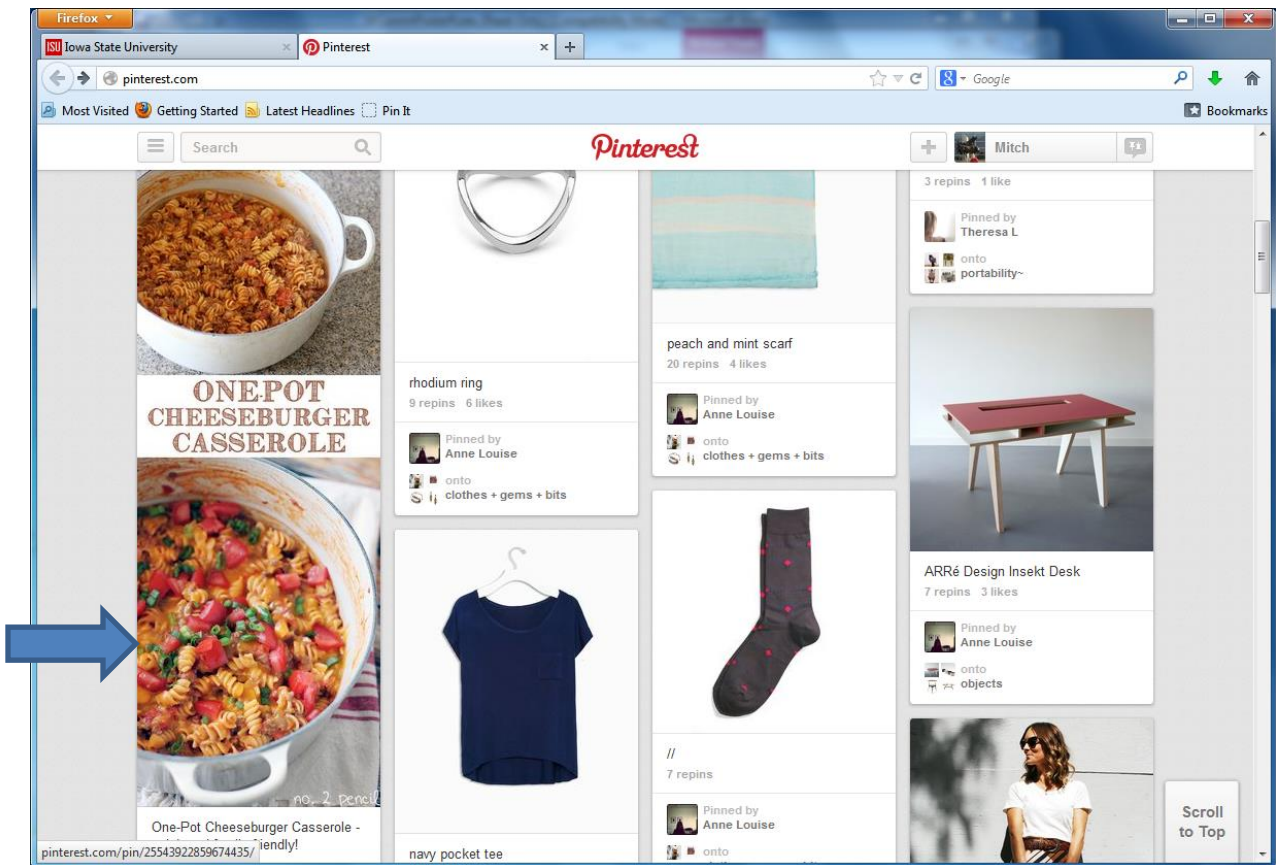 Firefox
Iowa State University
Pinterest
pinterest.com
Google
Most Visited
Getting Started
Latest Headlines
Pin It
Bookmarks
Search
Pinterest
Mitch
ONE-POT
CHEESEBURGER
CASSEROLE
no. 2 pencil
One-Pot Cheeseburger Casserole -
iendly!
pinterest.com/pin/25543922859674435/
rhodium ring
9 repins 6 likes
Pinned by
Anne Louise
onto
clothes + gems + bits
navy pocket tee
peach and mint scarf
20 repins 4 likes
Pinned by
Anne Louise
onto
clothes + gems + bits
//
7 repins
Pinned by
Anne Louise
onto
3 repins 1 like
Pinned by
Theresa L
onto
portability~
ARRé Design Insekt Desk
7 repins 3 likes
Pinned by
Anne Louise
onto
objects
Scroll
to Top